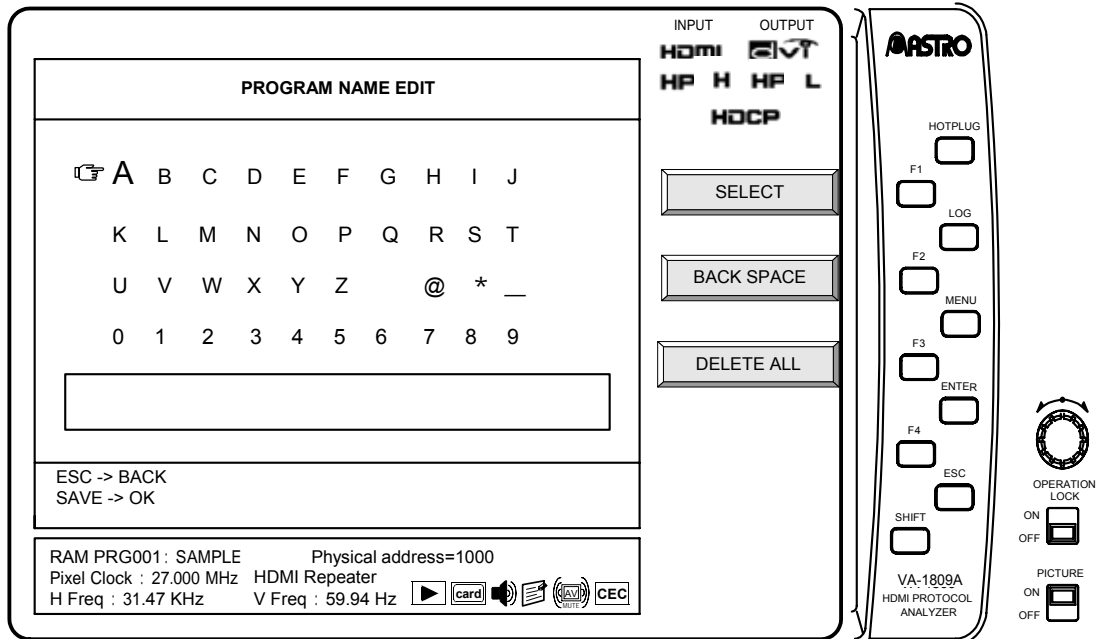 INPUT OUTPUT
HDMI DVI
HP H HP L
HDCP
PROGRAM NAME EDIT
A B C D E F G H I J
K L M N O P Q R S T
U V W X Y Z @ * _
0 1 2 3 4 5 6 7 8 9
SELECT
BACK SPACE
DELETE ALL
ESC -> BACK
SAVE -> OK
RAM PRG001 : SAMPLE Physical address=1000
Pixel Clock : 27.000 MHz HDMI Repeater
H Freq : 31.47 KHz V Freq : 59.94 Hz card AV MUTE CEC
ASTRO
HOTPLUG
F1
LOG
F2
MENU
F3
ENTER
F4
ESC
SHIFT
VA-1809A
HDMI PROTOCOL
ANALYZER
OPERATION
LOCK
ON
OFF
PICTURE
ON
OFF